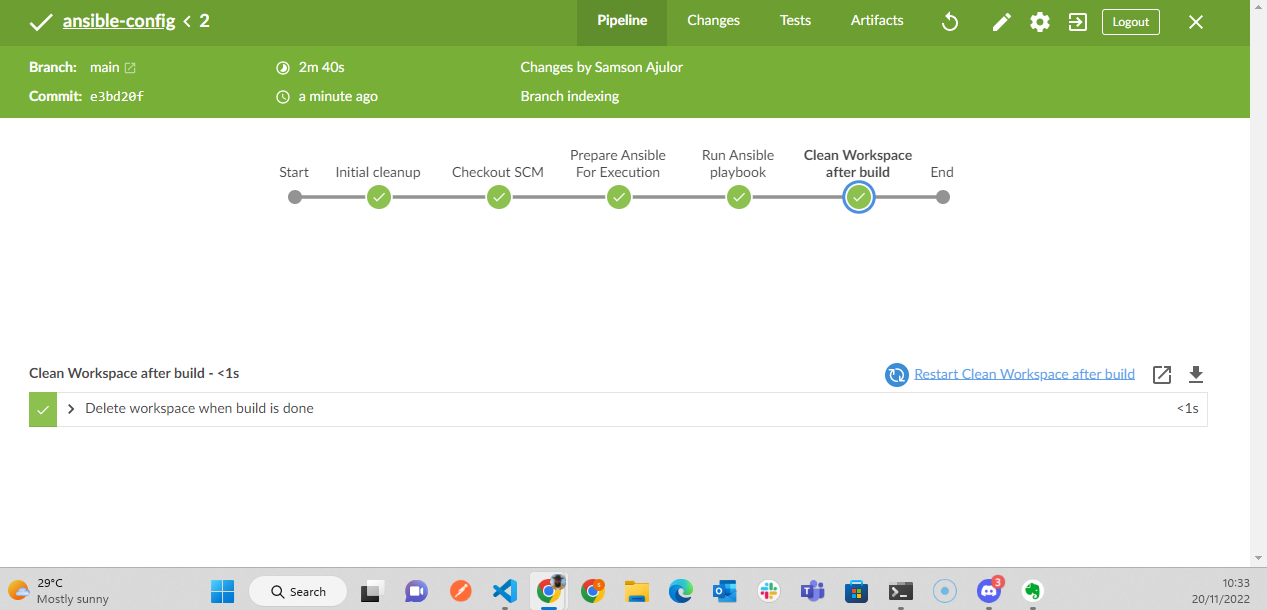 ansible-config < 2
Pipeline
Changes
Tests
Artifacts
Logout
Branch: main
2m 40s
Changes by Samson Ajulor
Commit: e3bd20f
a minute ago
Branch indexing
Start
Initial cleanup
Checkout SCM
Prepare Ansible
For Execution
Run Ansible
playbook
Clean Workspace
after build
End
Clean Workspace after build - <1s
Restart Clean Workspace after build
Delete workspace when build is done
<1s
29°C
Mostly sunny
Search
3
10:33
20/11/2022